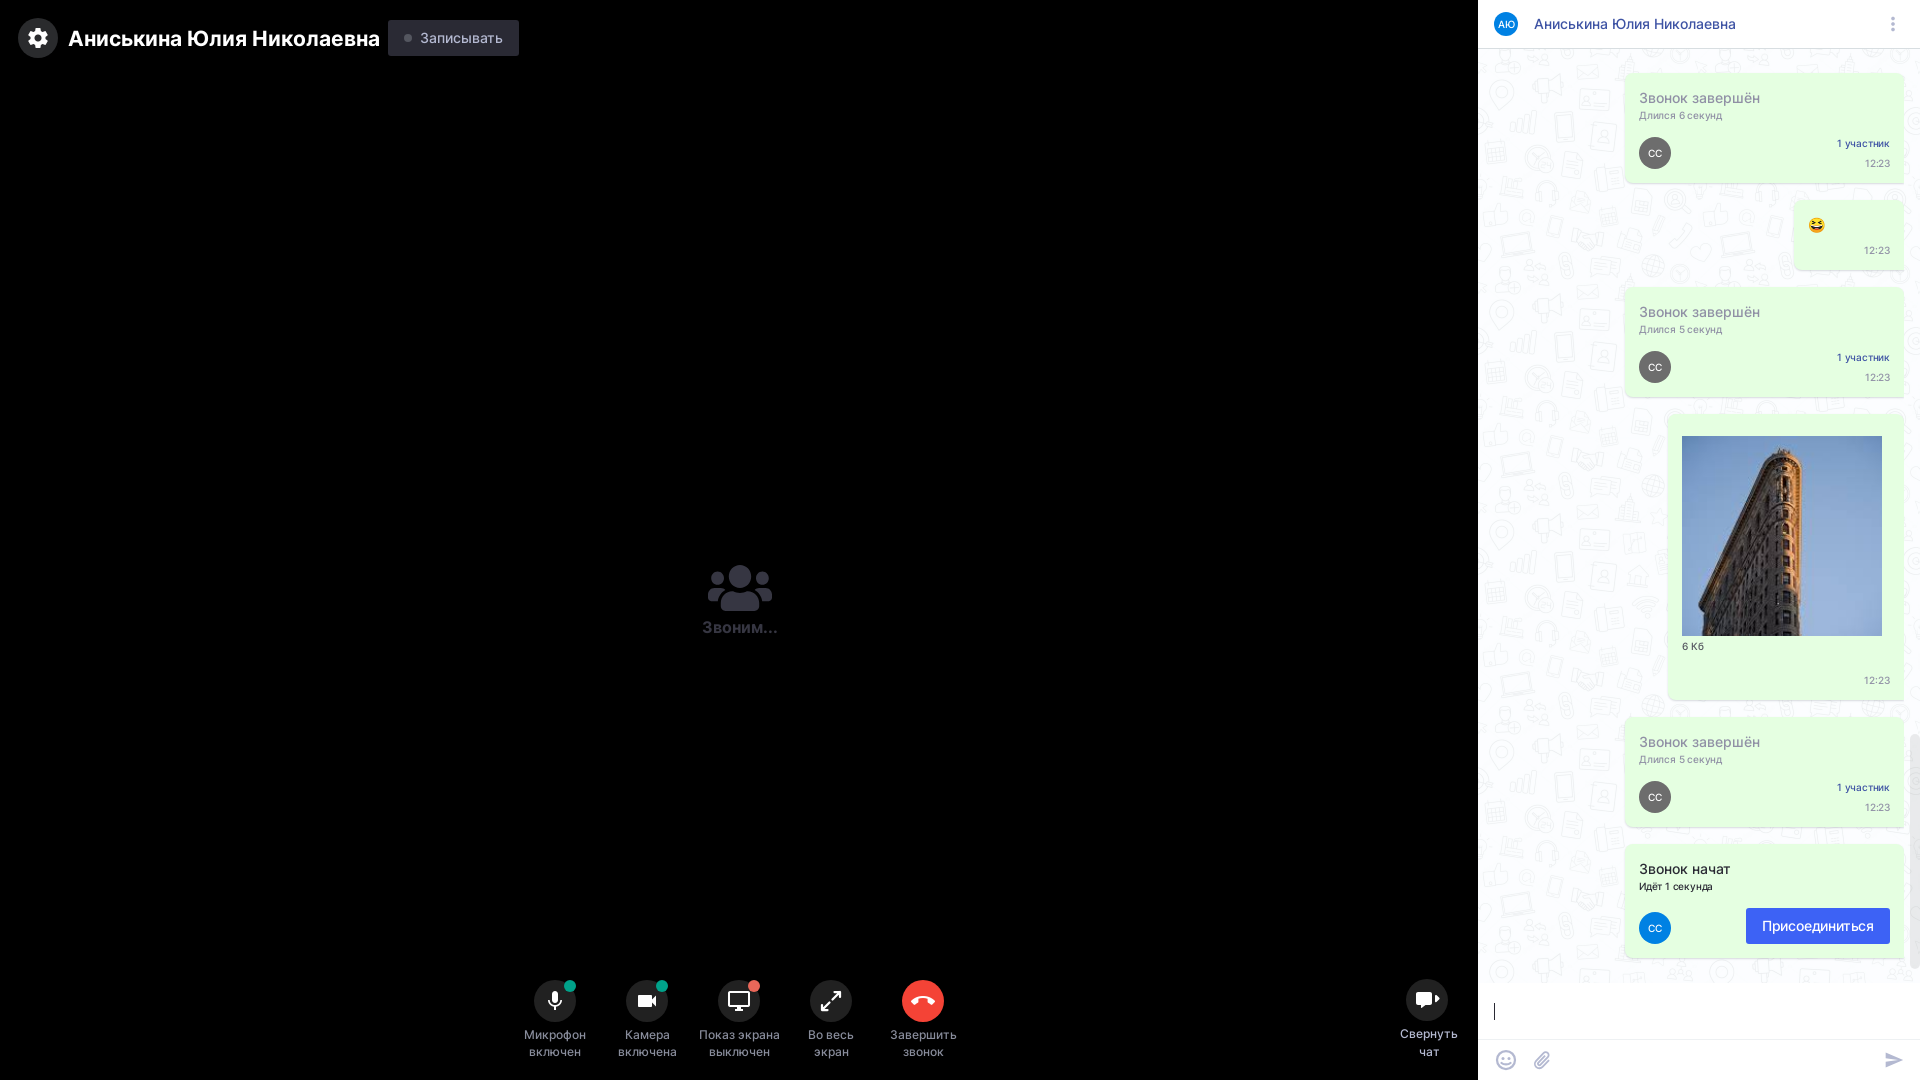 Аниськина Юлия Николаевна
Записывать
Звоним...
Микрофон
включен
Камера
включена
Показ экрана
выключен
Во весь
экран
Завершить
звонок
Свернуть
чат
АЮ
Аниськина Юлия Николаевна
Звонок завершён
Длился 6 секунд
СС
1 участник
12:23
12:23
Звонок завершён
Длился 5 секунд
СС
1 участник
12:23
6 Кб
12:23
Звонок завершён
Длился 5 секунд
СС
1 участник
12:23
Звонок начат
Идёт 1 секунда
СС
Присоединиться